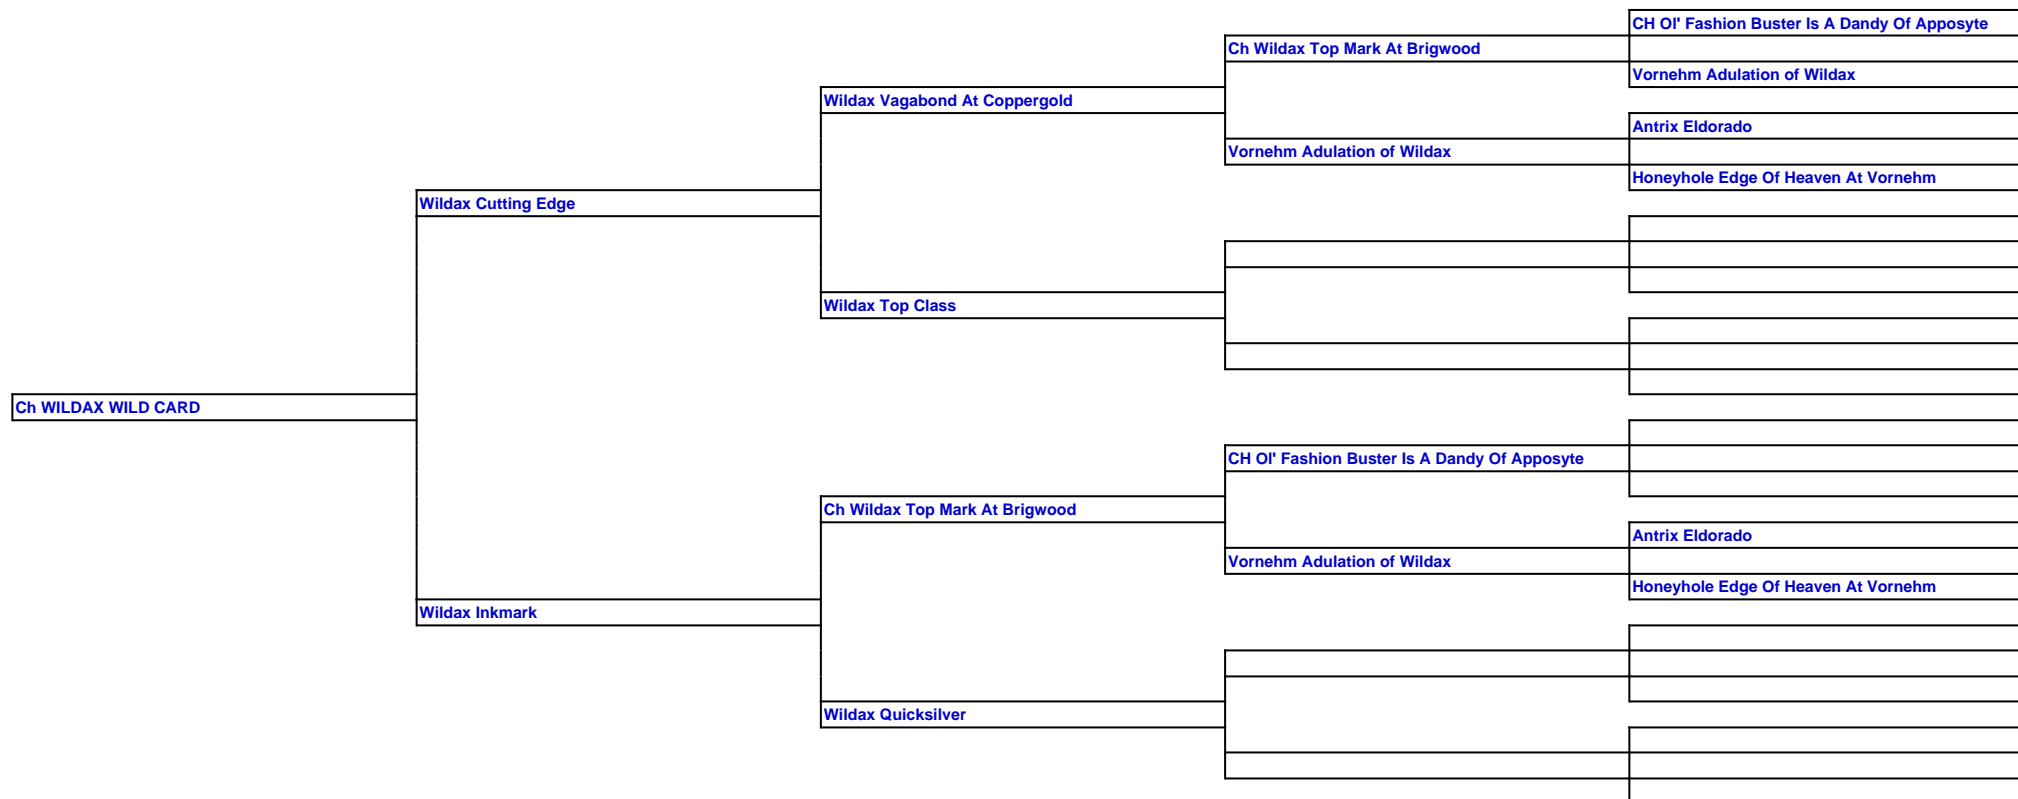 CH Ol' Fashion Buster Is A Dandy Of Apposyte
Ch Wildax Top Mark At Brigwood
Vornehm Adulation of Wildax
Wildax Vagabond At Coppergold
Antrix Eldorado
Vornehm Adulation of Wildax
Honeyhole Edge Of Heaven At Vornehm
Wildax Cutting Edge
Wildax Top Class
Ch WILDAX WILD CARD
CH Ol' Fashion Buster Is A Dandy Of Apposyte
Ch Wildax Top Mark At Brigwood
Antrix Eldorado
Vornehm Adulation of Wildax
Honeyhole Edge Of Heaven At Vornehm
Wildax Inkmark
Wildax Quicksilver